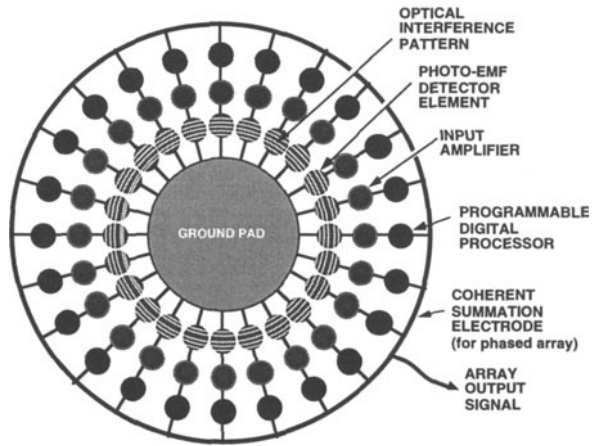 OPTICAL
INTERFERENCE
PATTERN
PHOTO-EMF
DETECTOR
ELEMENT
INPUT
AMPLIFIER
PROGRAMMABLE
DIGITAL
PROCESSOR
GROUND PAD
COHERENT
SUMMATION
ELECTRODE
(for phased array)
ARRAY
OUTPUT
SIGNAL